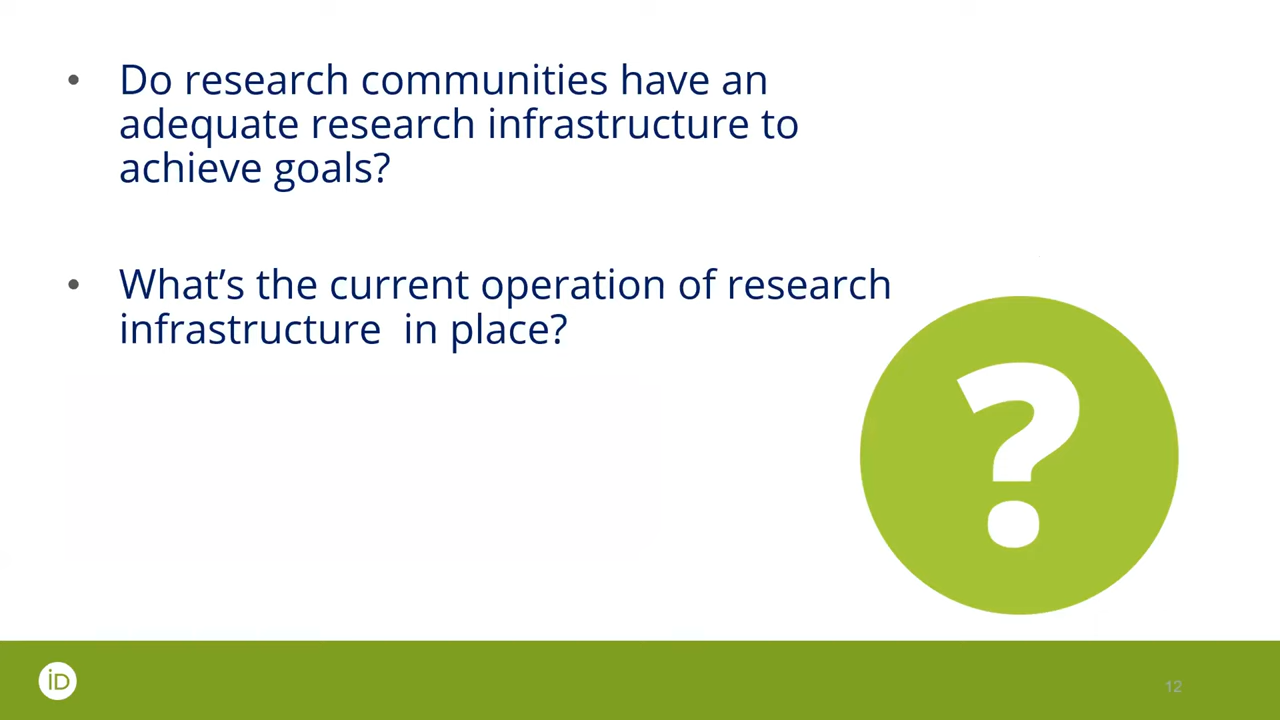 • Do research communities have an
adequate research infrastructure to
achieve goals?
• What’s the current operation of research
infrastructure  in place?
?
iD
12